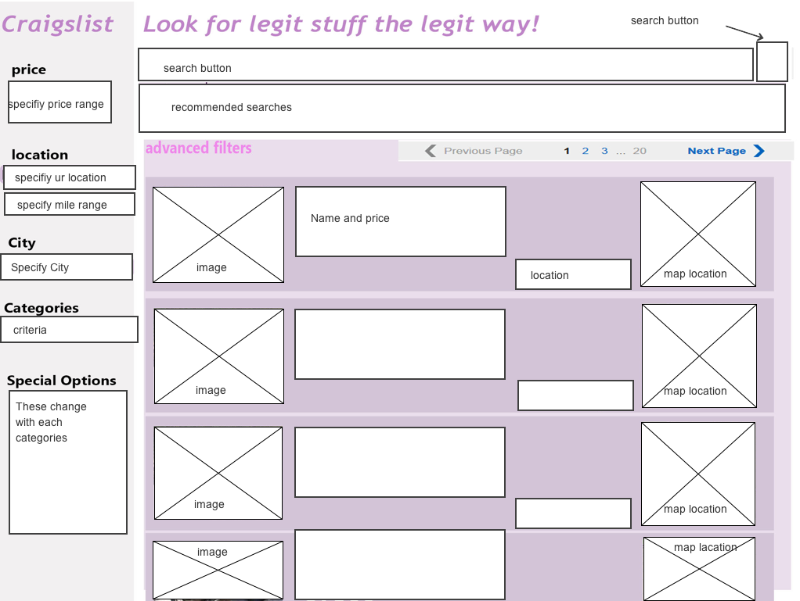 Craigslist
Look for legit stuff the legit way!
search button
price
search button
specifiy price range
recommended searches
advanced filters
Previous Page 1 2 3 ... 20 Next Page
location
specifiy ur location
specify mile range
Name and price
City
Specify City
image
location
map location
Categories
criteria
Special Options
These change
with each
categories
image
map location
image
map location
image
map lacation